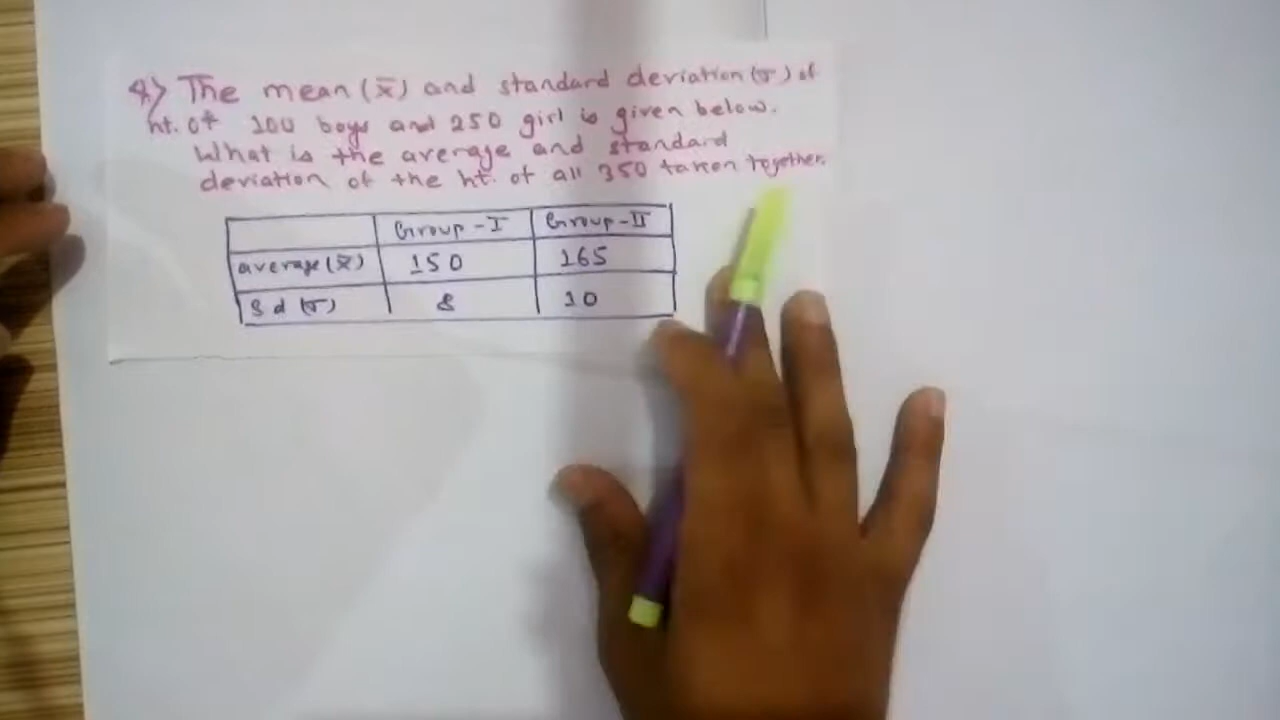 Q> The mean (x̄) and standard deviation (σ) of
ht. of 100 boys and 250 girl is given below.
What is the average and standard
deviation of the ht. of all 350 taken together.
Group-I Group-II
average (x̄) 150 165
Sd (σ) 8 10